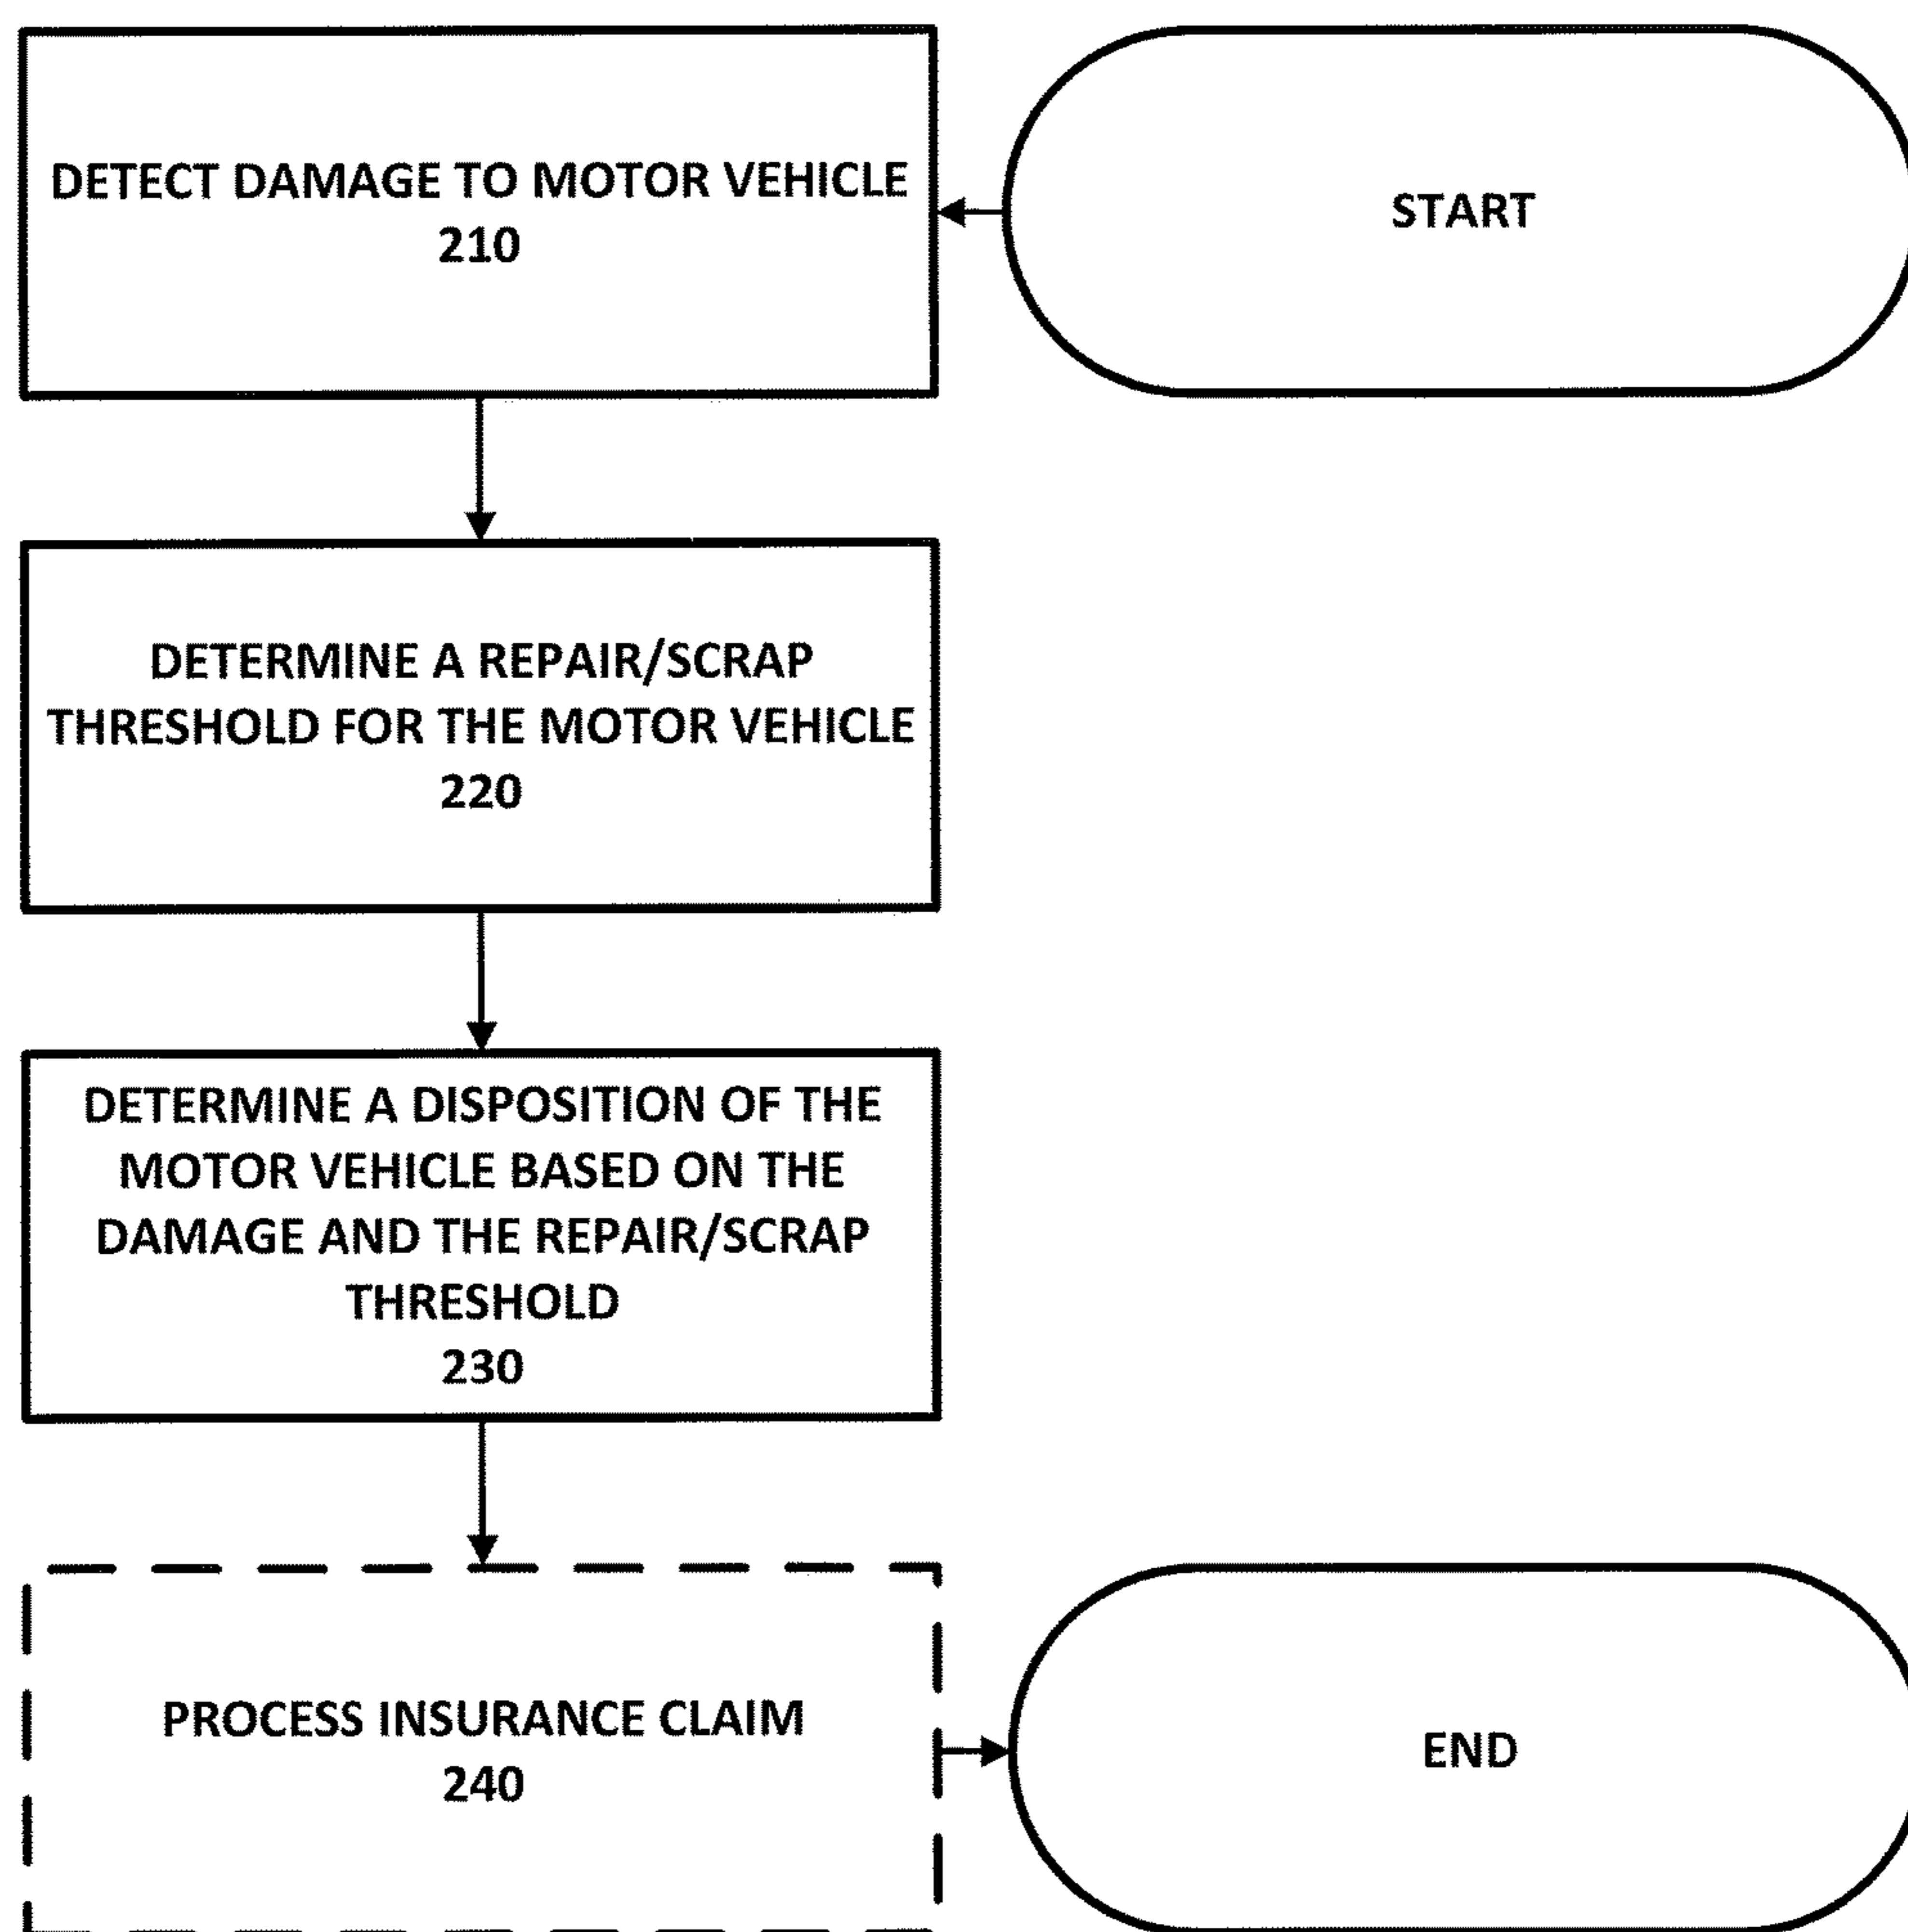 START
DETECT DAMAGE TO MOTOR VEHICLE
210
DETERMINE A REPAIR/SCRAP
THRESHOLD FOR THE MOTOR VEHICLE
220
DETERMINE A DISPOSITION OF THE
MOTOR VEHICLE BASED ON THE
DAMAGE AND THE REPAIR/SCRAP
THRESHOLD
230
PROCESS INSURANCE CLAIM
240
END